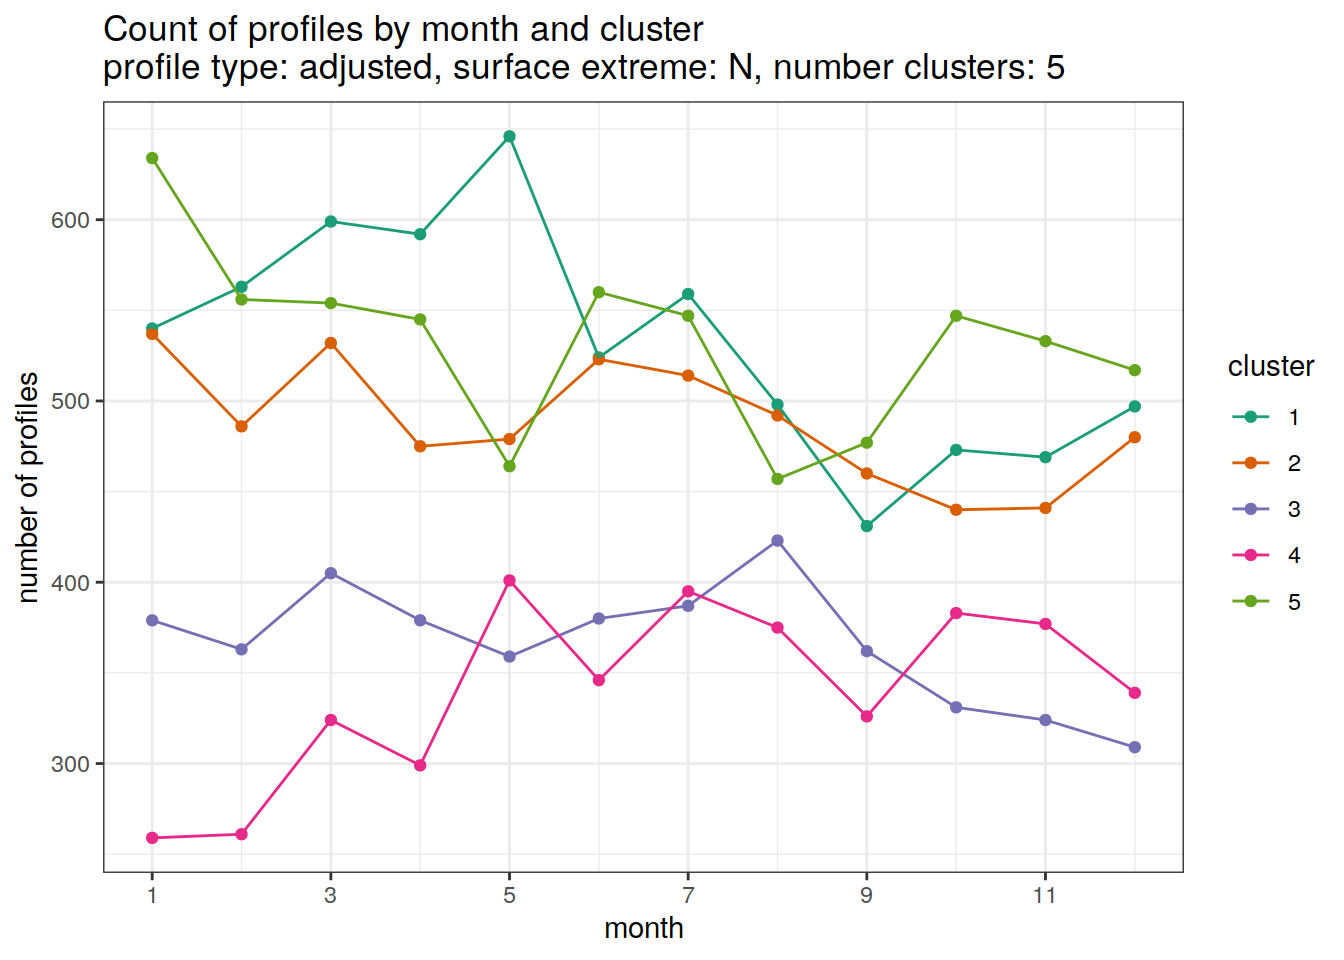 Count of profiles by month and cluster
profile type: adjusted, surface extreme: N, number clusters: 5
number of profiles
600
500
400
300
1 3 5 7 9 11
month
cluster
1
2
3
4
5